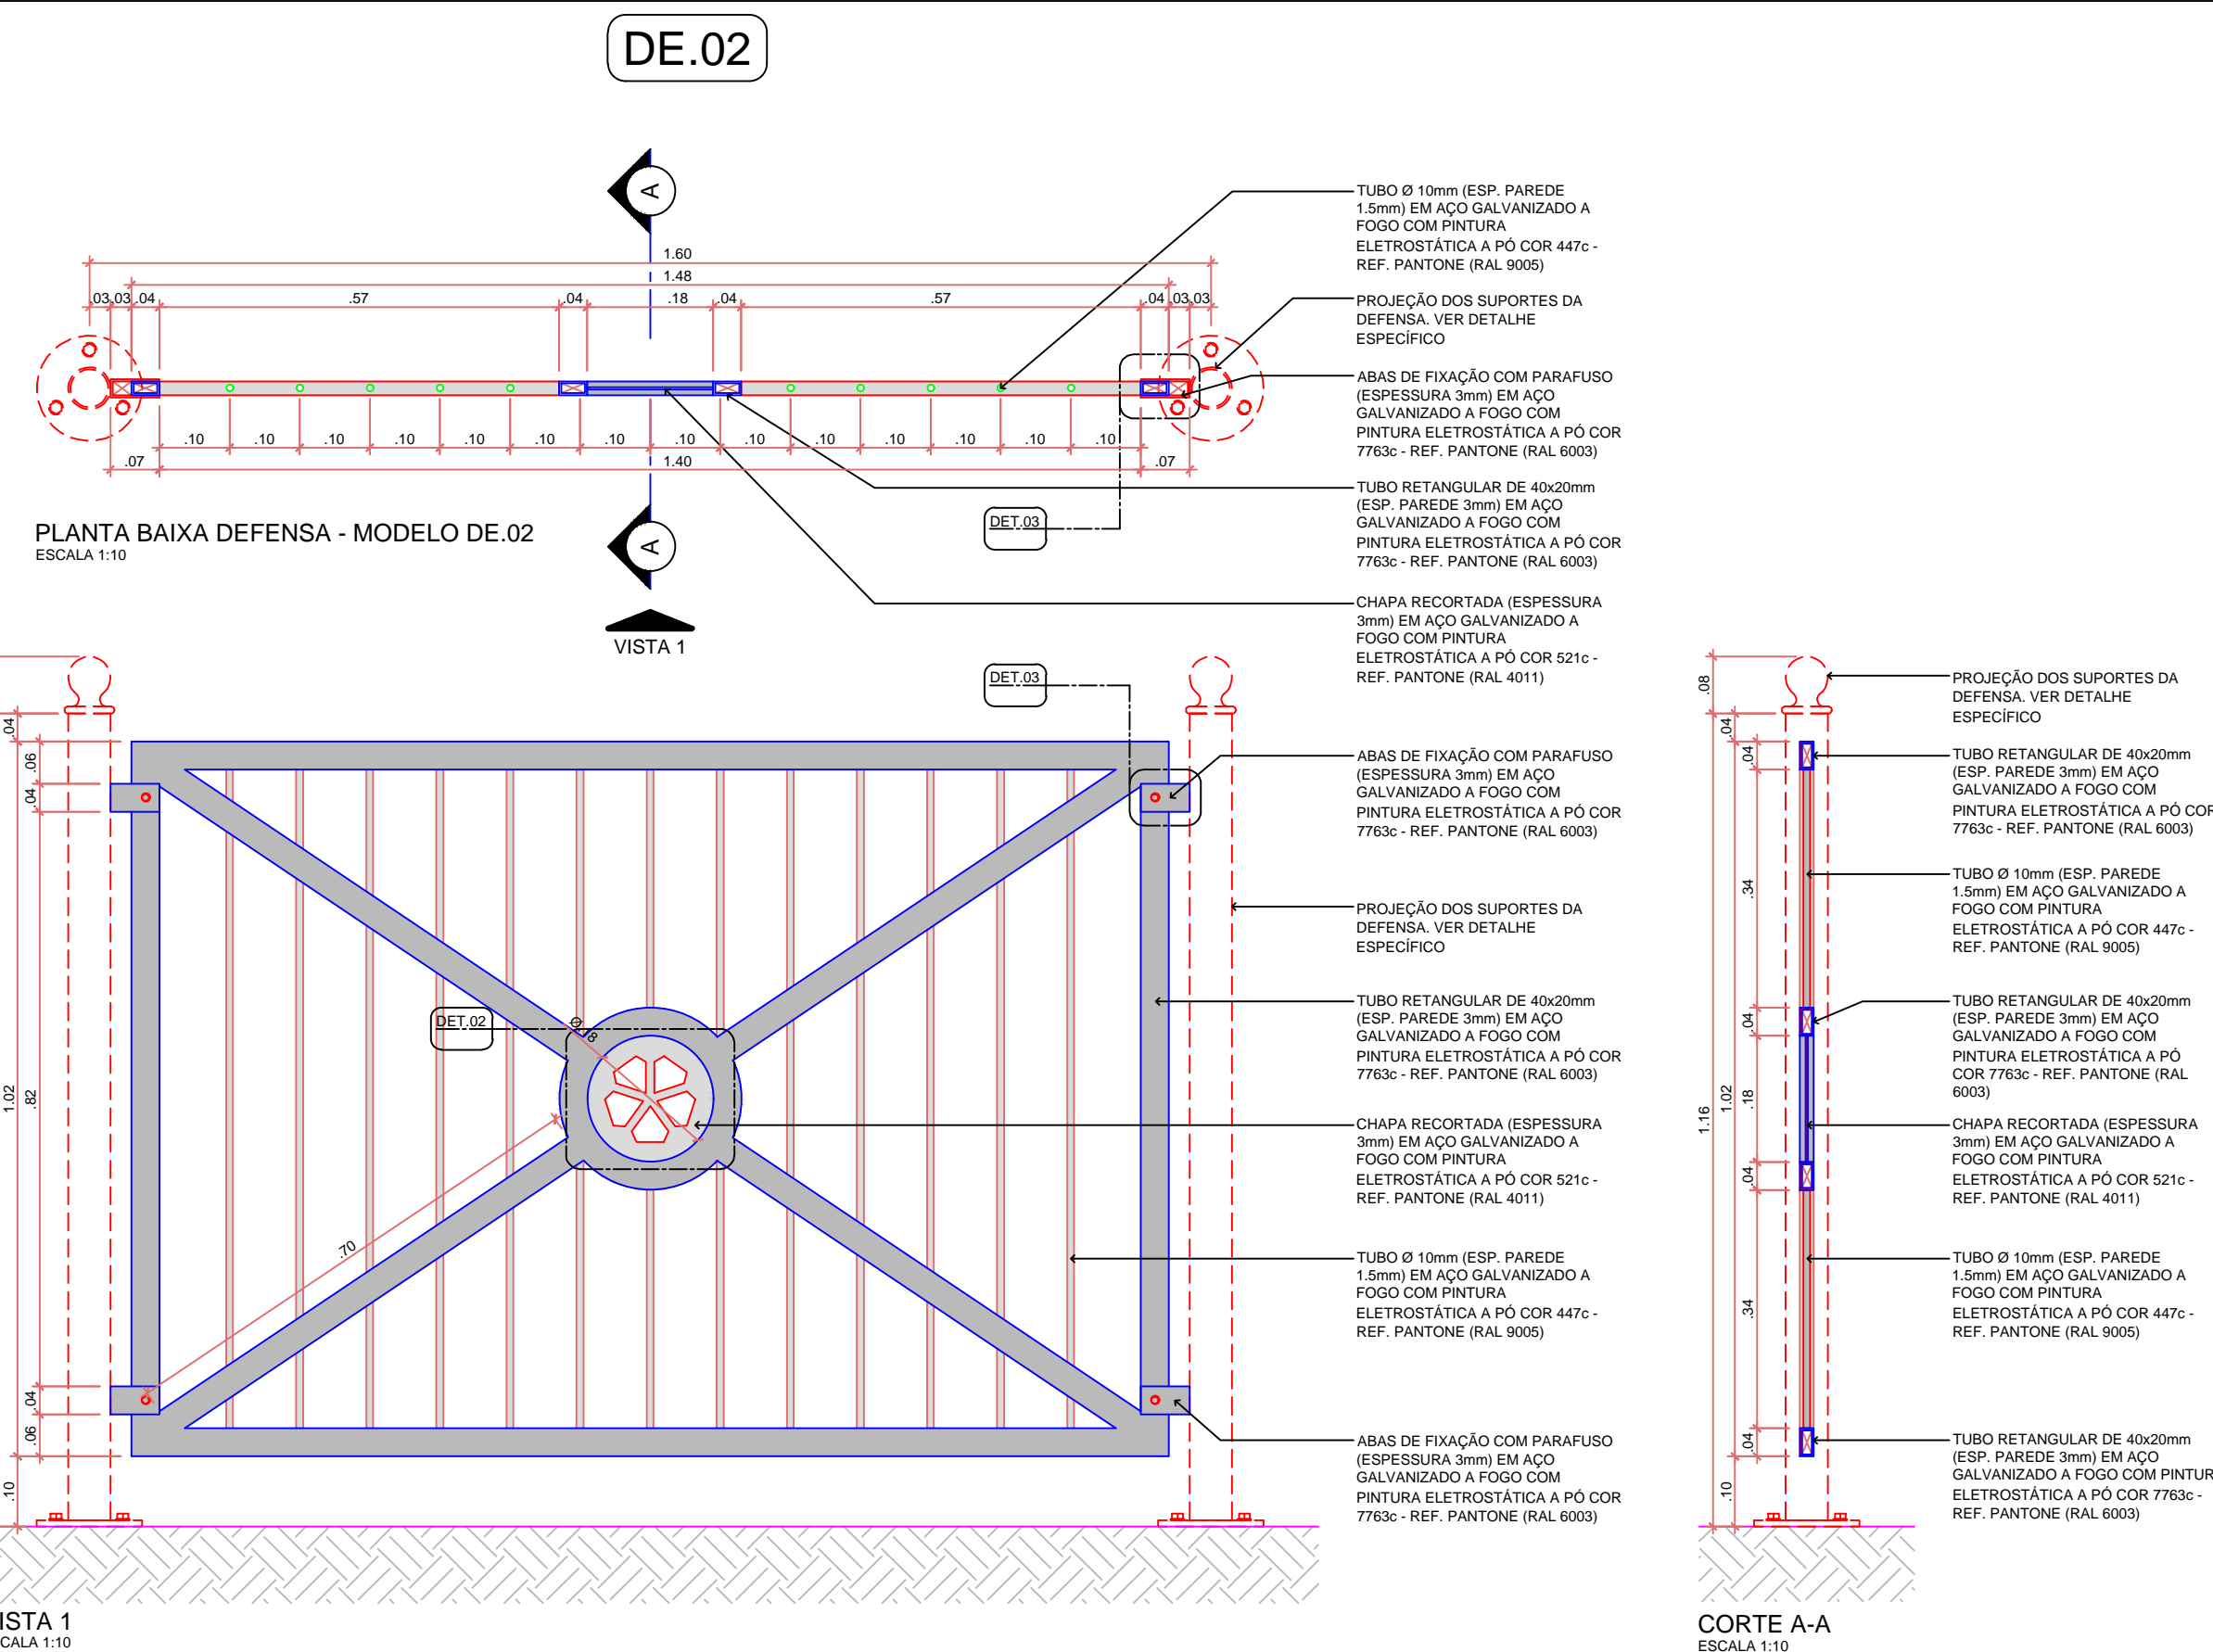 DE.02
A
1.60
1.48
.03 .03 .04 .57 .04 .18 .04 .57 .04 .03 .03
.10 .10 .10 .10 .10 .10 .10 .10 .10 .10 .10 .10 .10 .10
.07 1.40 .07
A
DET.03
PLANTA BAIXA DEFENSA - MODELO DE.02
ESCALA 1:10
VISTA 1
TUBO Ø 10mm (ESP. PAREDE
1.5mm) EM AÇO GALVANIZADO A
FOGO COM PINTURA
ELETROSTÁTICA A PÓ COR 447c -
REF. PANTONE (RAL 9005)
PROJEÇÃO DOS SUPORTES DA
DEFENSA. VER DETALHE
ESPECÍFICO
ABAS DE FIXAÇÃO COM PARAFUSO
(ESPESSURA 3mm) EM AÇO
GALVANIZADO A FOGO COM
PINTURA ELETROSTÁTICA A PÓ COR
7763c - REF. PANTONE (RAL 6003)
TUBO RETANGULAR DE 40x20mm
(ESP. PAREDE 3mm) EM AÇO
GALVANIZADO A FOGO COM
PINTURA ELETROSTÁTICA A PÓ COR
7763c - REF. PANTONE (RAL 6003)
CHAPA RECORTADA (ESPESSURA
3mm) EM AÇO GALVANIZADO A
FOGO COM PINTURA
ELETROSTÁTICA A PÓ COR 521c -
REF. PANTONE (RAL 4011)
DET.03
.04
.06
.04
1.02
.82
.04
.06
.10
DET.02
Ø.18
.70
ABAS DE FIXAÇÃO COM PARAFUSO
(ESPESSURA 3mm) EM AÇO
GALVANIZADO A FOGO COM
PINTURA ELETROSTÁTICA A PÓ COR
7763c - REF. PANTONE (RAL 6003)
PROJEÇÃO DOS SUPORTES DA
DEFENSA. VER DETALHE
ESPECÍFICO
TUBO RETANGULAR DE 40x20mm
(ESP. PAREDE 3mm) EM AÇO
GALVANIZADO A FOGO COM
PINTURA ELETROSTÁTICA A PÓ COR
7763c - REF. PANTONE (RAL 6003)
CHAPA RECORTADA (ESPESSURA
3mm) EM AÇO GALVANIZADO A
FOGO COM PINTURA
ELETROSTÁTICA A PÓ COR 521c -
REF. PANTONE (RAL 4011)
TUBO Ø 10mm (ESP. PAREDE
1.5mm) EM AÇO GALVANIZADO A
FOGO COM PINTURA
ELETROSTÁTICA A PÓ COR 447c -
REF. PANTONE (RAL 9005)
ABAS DE FIXAÇÃO COM PARAFUSO
(ESPESSURA 3mm) EM AÇO
GALVANIZADO A FOGO COM
PINTURA ELETROSTÁTICA A PÓ COR
7763c - REF. PANTONE (RAL 6003)
ISTA 1
CALA 1:10
.08
.04
.04
.34
.04
1.16
1.02
.18
.04
.34
.04
.10
PROJEÇÃO DOS SUPORTES DA
DEFENSA. VER DETALHE
ESPECÍFICO
TUBO RETANGULAR DE 40x20mm
(ESP. PAREDE 3mm) EM AÇO
GALVANIZADO A FOGO COM
PINTURA ELETROSTÁTICA A PÓ COR
7763c - REF. PANTONE (RAL 6003)
TUBO Ø 10mm (ESP. PAREDE
1.5mm) EM AÇO GALVANIZADO A
FOGO COM PINTURA
ELETROSTÁTICA A PÓ COR 447c -
REF. PANTONE (RAL 9005)
TUBO RETANGULAR DE 40x20mm
(ESP. PAREDE 3mm) EM AÇO
GALVANIZADO A FOGO COM
PINTURA ELETROSTÁTICA A PÓ
COR 7763c - REF. PANTONE (RAL
6003)
CHAPA RECORTADA (ESPESSURA
3mm) EM AÇO GALVANIZADO A
FOGO COM PINTURA
ELETROSTÁTICA A PÓ COR 521c -
REF. PANTONE (RAL 4011)
TUBO Ø 10mm (ESP. PAREDE
1.5mm) EM AÇO GALVANIZADO A
FOGO COM PINTURA
ELETROSTÁTICA A PÓ COR 447c -
REF. PANTONE (RAL 9005)
TUBO RETANGULAR DE 40x20mm
(ESP. PAREDE 3mm) EM AÇO
GALVANIZADO A FOGO COM PINTUR
ELETROSTÁTICA A PÓ COR 7763c -
REF. PANTONE (RAL 6003)
CORTE A-A
ESCALA 1:10